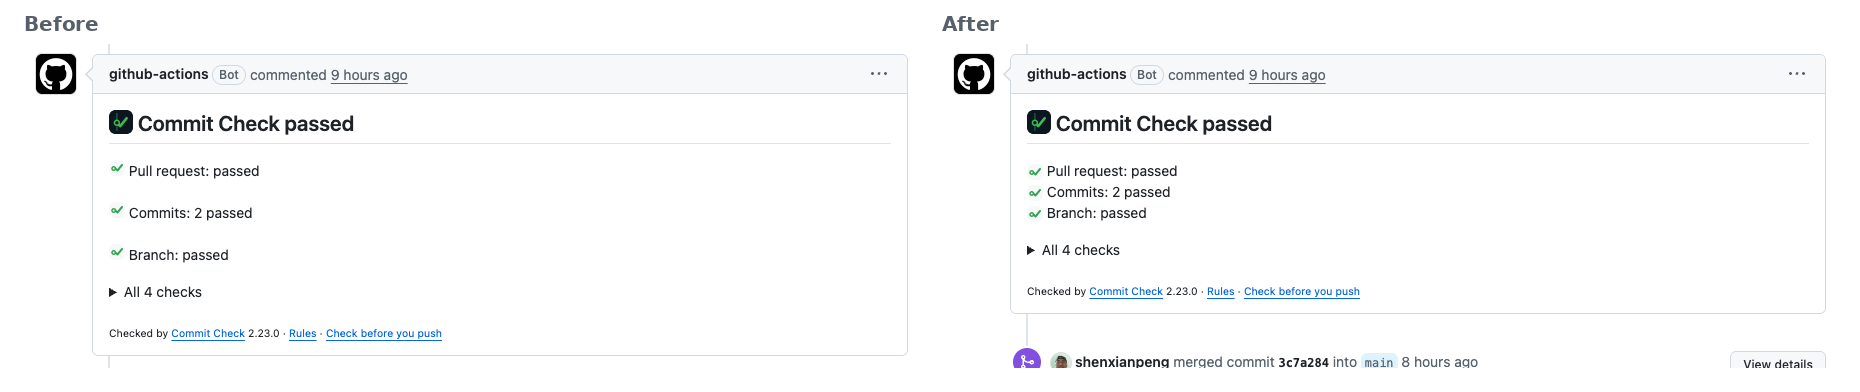 Before
github-actions Bot commented 9 hours ago ...
Commit Check passed
Pull request: passed
Commits: 2 passed
Branch: passed
All 4 checks
Checked by Commit Check 2.23.0 · Rules · Check before you push
After
github-actions Bot commented 9 hours ago ...
Commit Check passed
Pull request: passed
Commits: 2 passed
Branch: passed
All 4 checks
Checked by Commit Check 2.23.0 · Rules · Check before you push
shenxianpeng merged commit 3c7a284 into main 8 hours ago View details